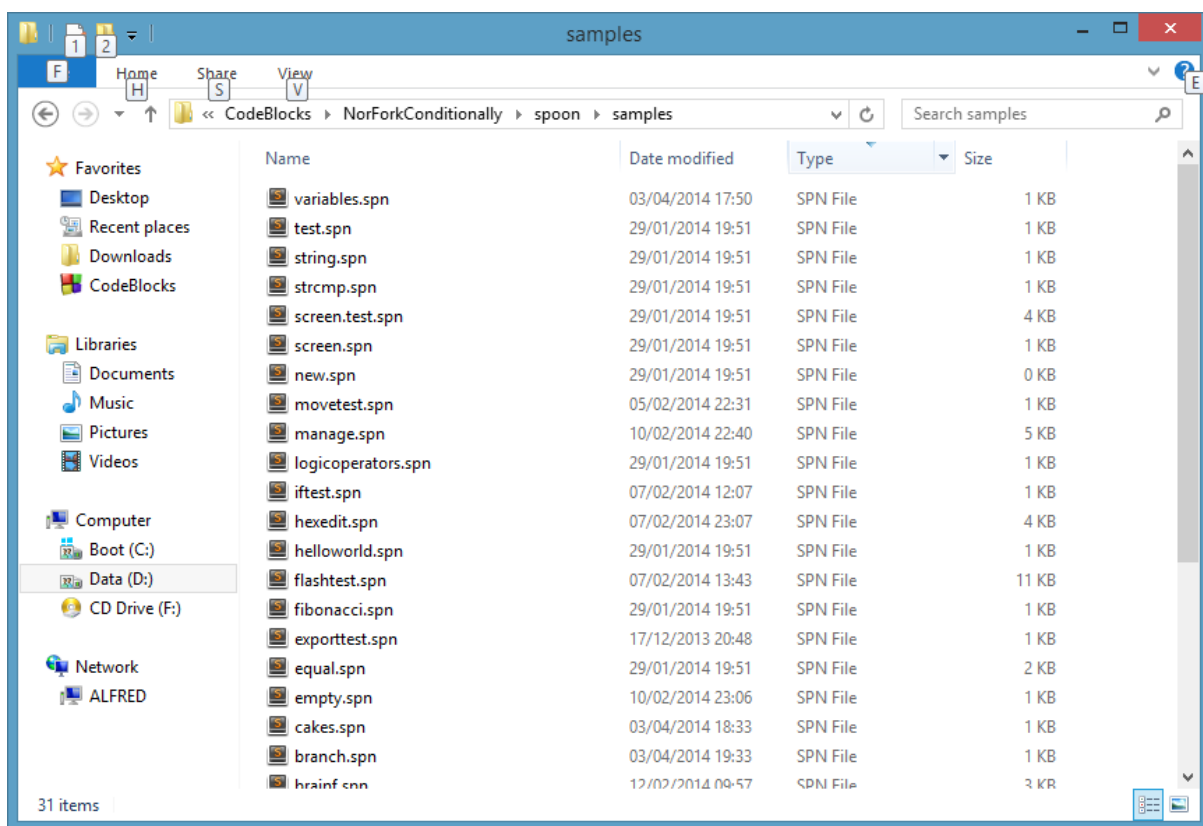 samples
1 2
F Home Share View
H S V E
« CodeBlocks NorForkConditionally spoon samples Search samples
Name Date modified Type Size
Favorites
Desktop
Recent places
Downloads
CodeBlocks
Libraries
Documents
Music
Pictures
Videos
Computer
Boot (C:)
Data (D:)
CD Drive (F:)
Network
ALFRED
variables.spn 03/04/2014 17:50 SPN File 1 KB
test.spn 29/01/2014 19:51 SPN File 1 KB
string.spn 29/01/2014 19:51 SPN File 1 KB
strcmp.spn 29/01/2014 19:51 SPN File 1 KB
screen.test.spn 29/01/2014 19:51 SPN File 4 KB
screen.spn 29/01/2014 19:51 SPN File 1 KB
new.spn 29/01/2014 19:51 SPN File 0 KB
movetest.spn 05/02/2014 22:31 SPN File 1 KB
manage.spn 10/02/2014 22:40 SPN File 5 KB
logicoperators.spn 29/01/2014 19:51 SPN File 1 KB
iftest.spn 07/02/2014 12:07 SPN File 1 KB
hexedit.spn 07/02/2014 23:07 SPN File 4 KB
helloworld.spn 29/01/2014 19:51 SPN File 1 KB
flashtest.spn 07/02/2014 13:43 SPN File 11 KB
fibonacci.spn 29/01/2014 19:51 SPN File 1 KB
exporttest.spn 17/12/2013 20:48 SPN File 1 KB
equal.spn 29/01/2014 19:51 SPN File 2 KB
empty.spn 10/02/2014 23:06 SPN File 1 KB
cakes.spn 03/04/2014 18:33 SPN File 1 KB
branch.spn 03/04/2014 19:33 SPN File 1 KB
brainf.spn 12/02/2014 09:57 SPN File 3 KB
31 items